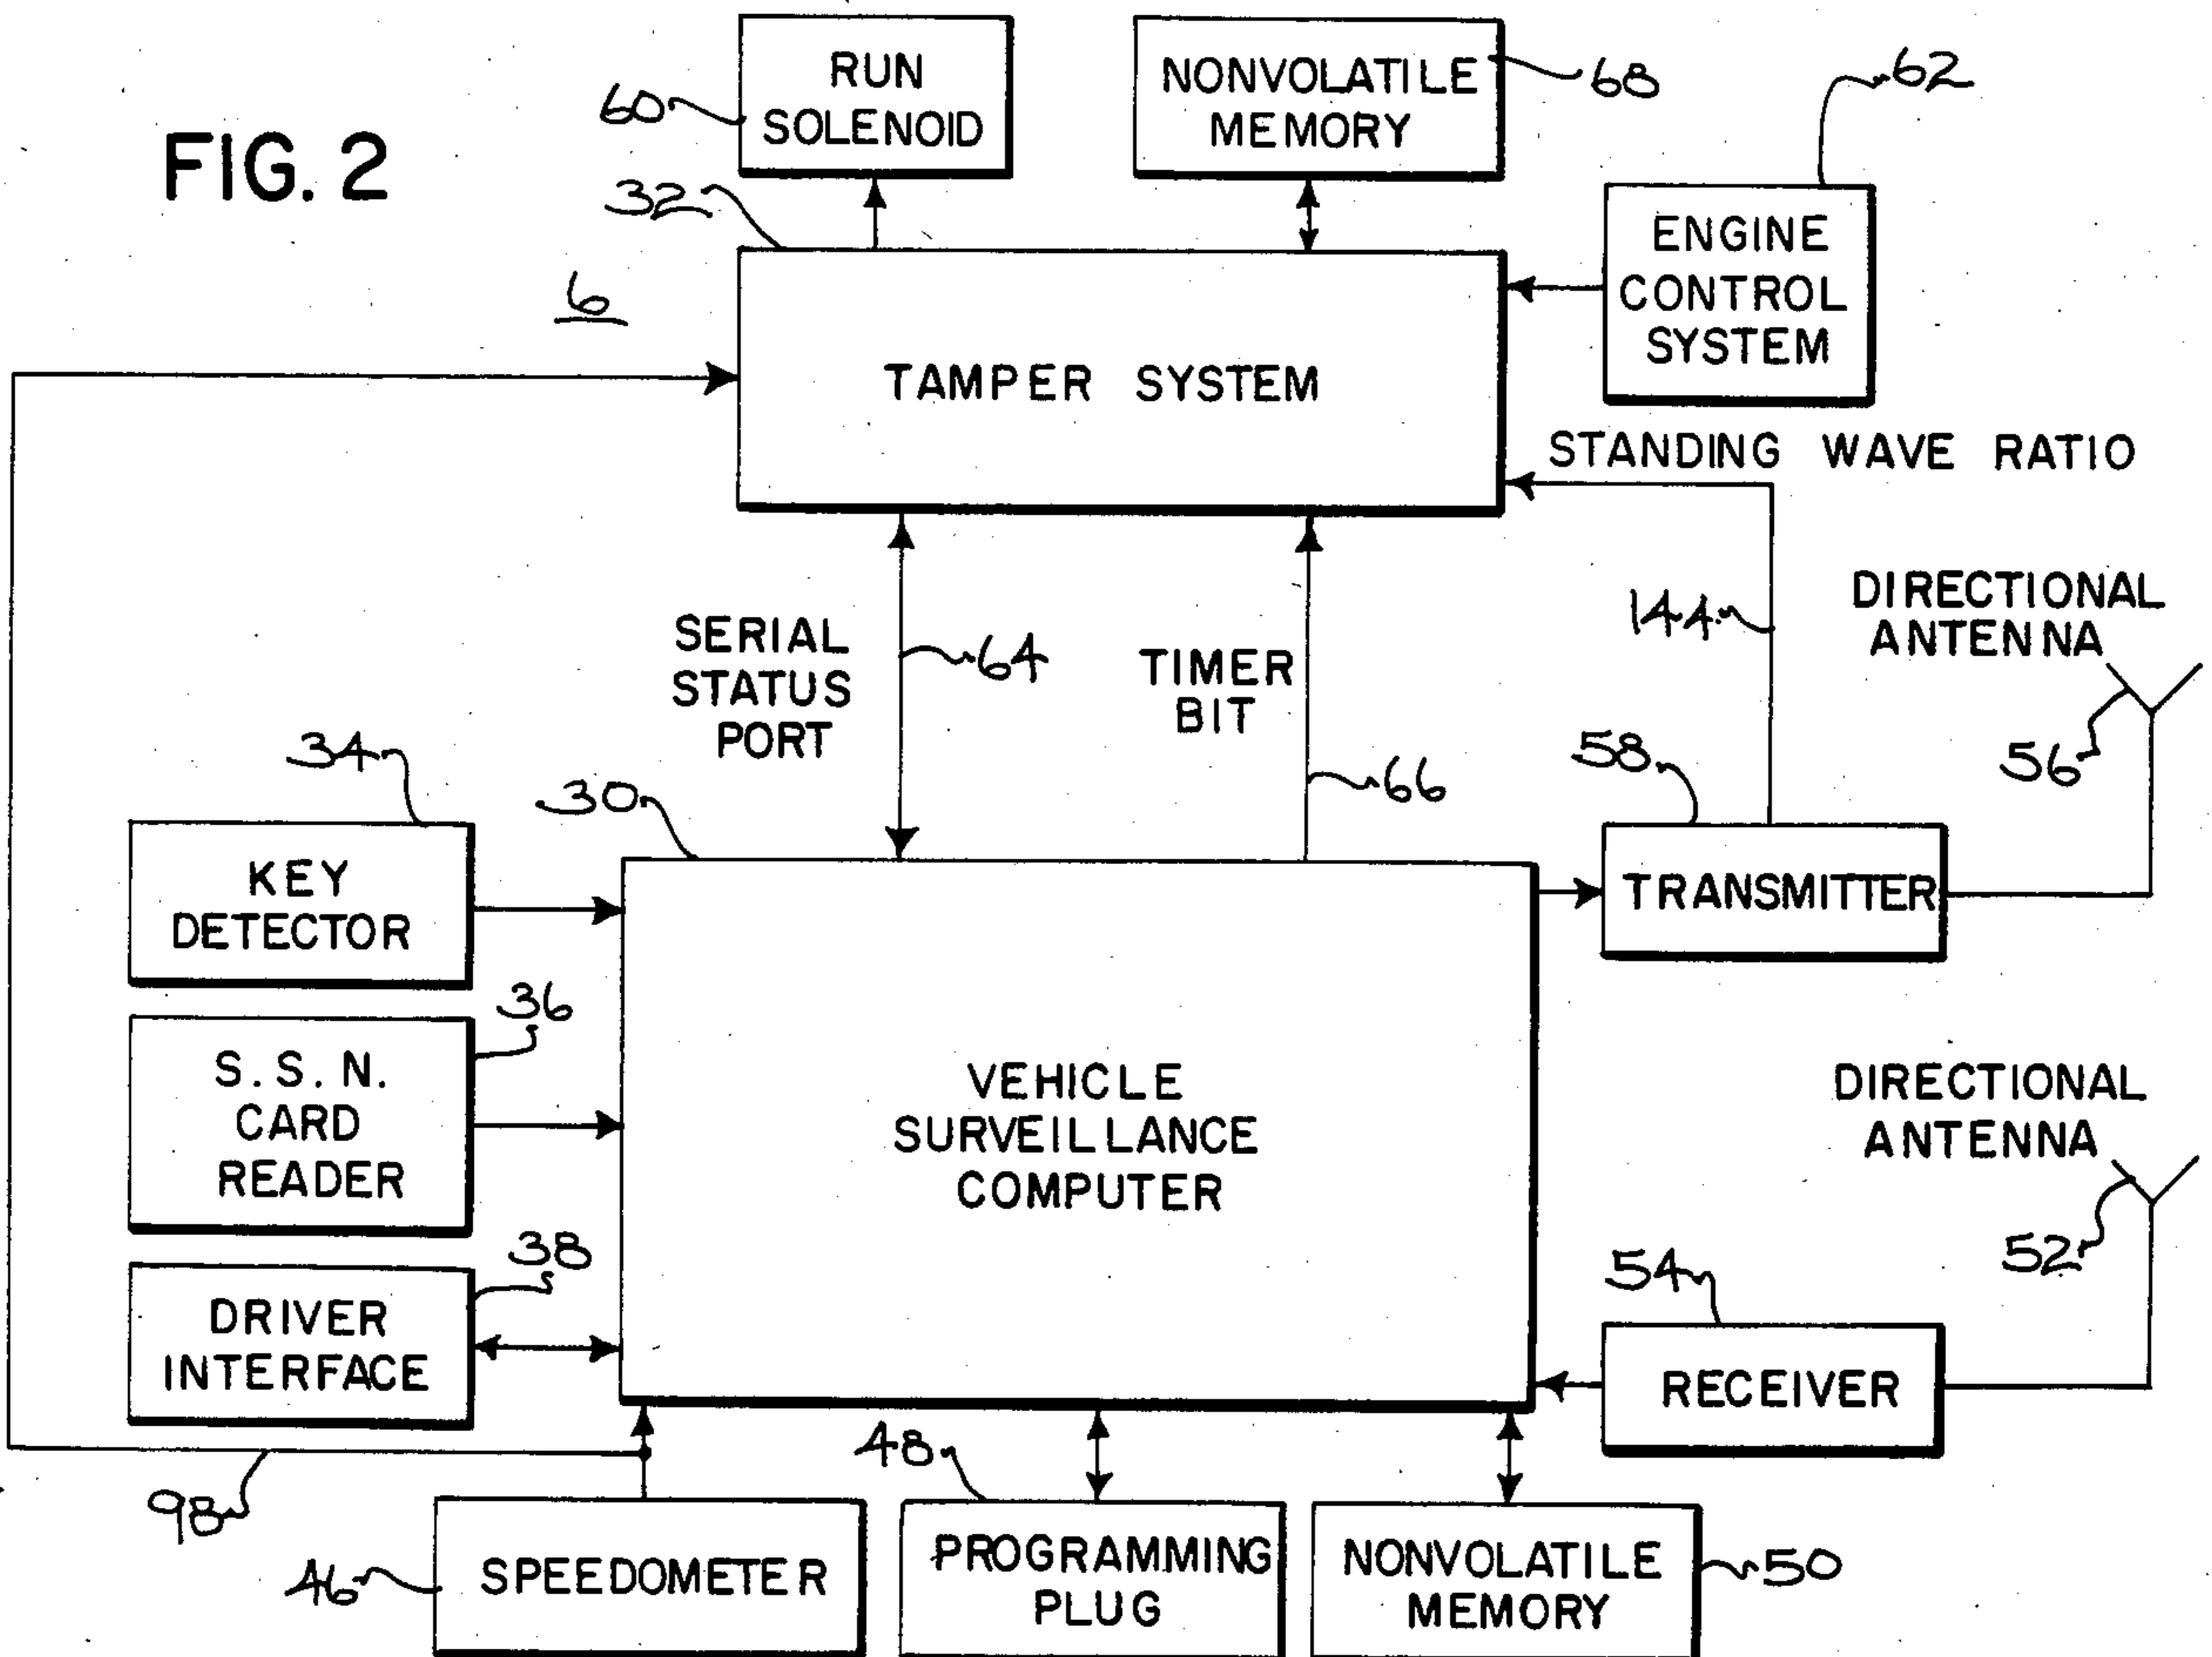 FIG. 2
60
RUN
SOLENOID
NONVOLATILE
MEMORY
68
62
32
6
ENGINE
CONTROL
SYSTEM
TAMPER SYSTEM
STANDING WAVE RATIO
SERIAL
STATUS
PORT
64
TIMER
BIT
66
144
DIRECTIONAL
ANTENNA
56
34
30
58
KEY
DETECTOR
TRANSMITTER
36
S. S. N.
CARD
READER
VEHICLE
SURVEILLANCE
COMPUTER
DIRECTIONAL
ANTENNA
52
38
DRIVER
INTERFACE
54
RECEIVER
98
48
46
SPEEDOMETER
PROGRAMMING
PLUG
NONVOLATILE
MEMORY
50